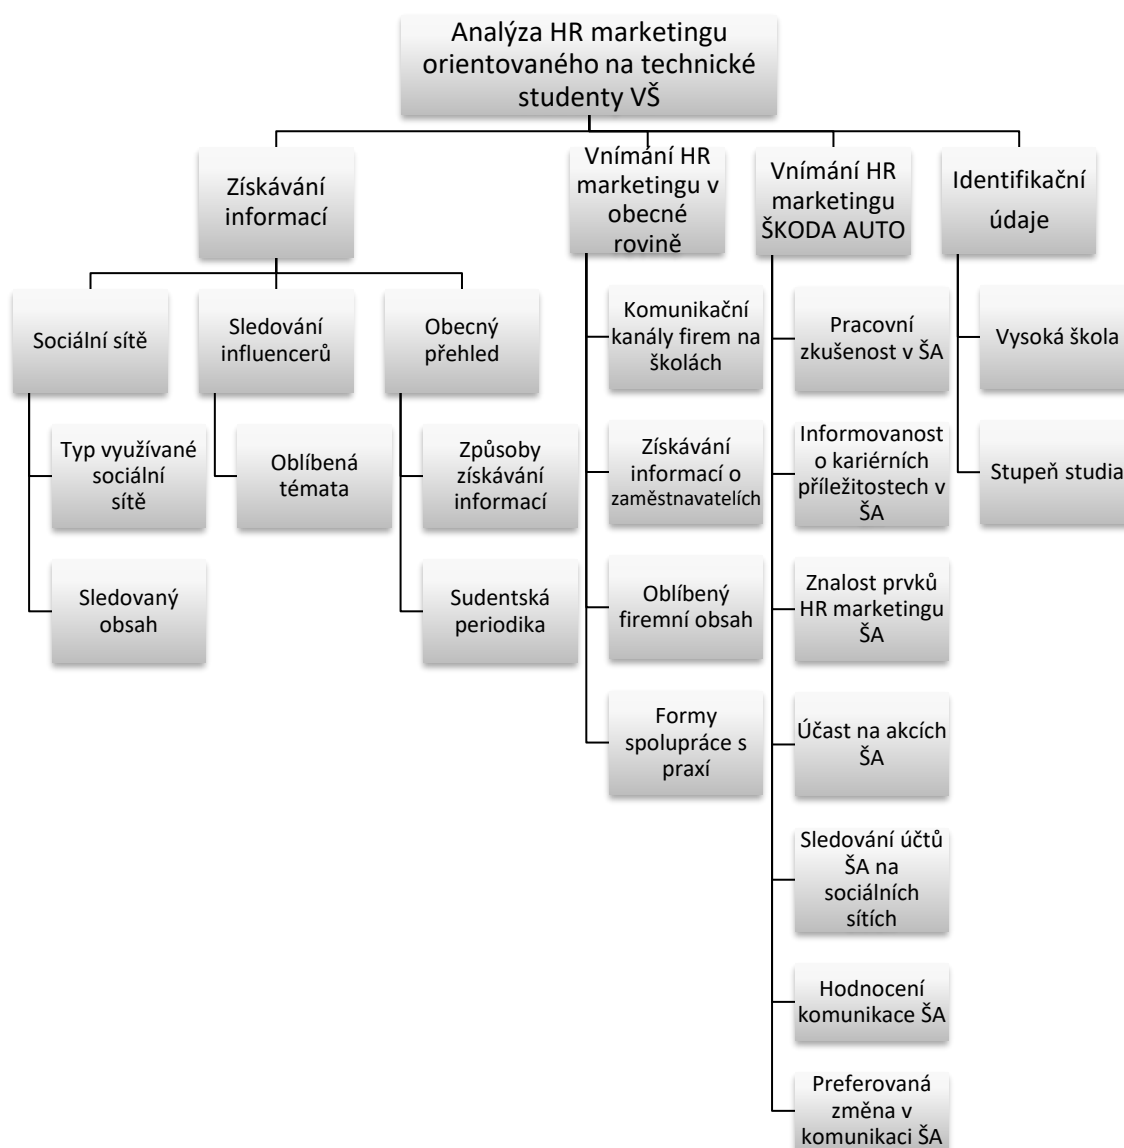 Analýza HR marketingu
orientovaného na technické
studenty VŠ
Získávání
informací
Vnímání HR
marketingu v
obecné
rovině
Vnímání HR
marketingu
ŠKODA AUTO
Identifikační
údaje
Sociální sítě
Sledování
influencerů
Obecný
přehled
Typ využívané
sociální
sítě
Sledovaný
obsah
Oblíbená
témata
Způsoby
získávání
informací
Sudentská
periodika
Komunikační
kanály firem na
školách
Získávání
informací o
zaměstnavatelích
Oblíbený
firemní obsah
Formy
spolupráce s
praxí
Pracovní
zkušenost v ŠA
Informovanost
o kariérních
příležitostech v
ŠA
Znalost prvků
HR marketingu
ŠA
Účast na akcích
ŠA
Sledování účtů
ŠA na
sociálních
sítích
Hodnocení
komunikace ŠA
Preferovaná
změna v
komunikaci ŠA
Vysoká škola
Stupeň studia